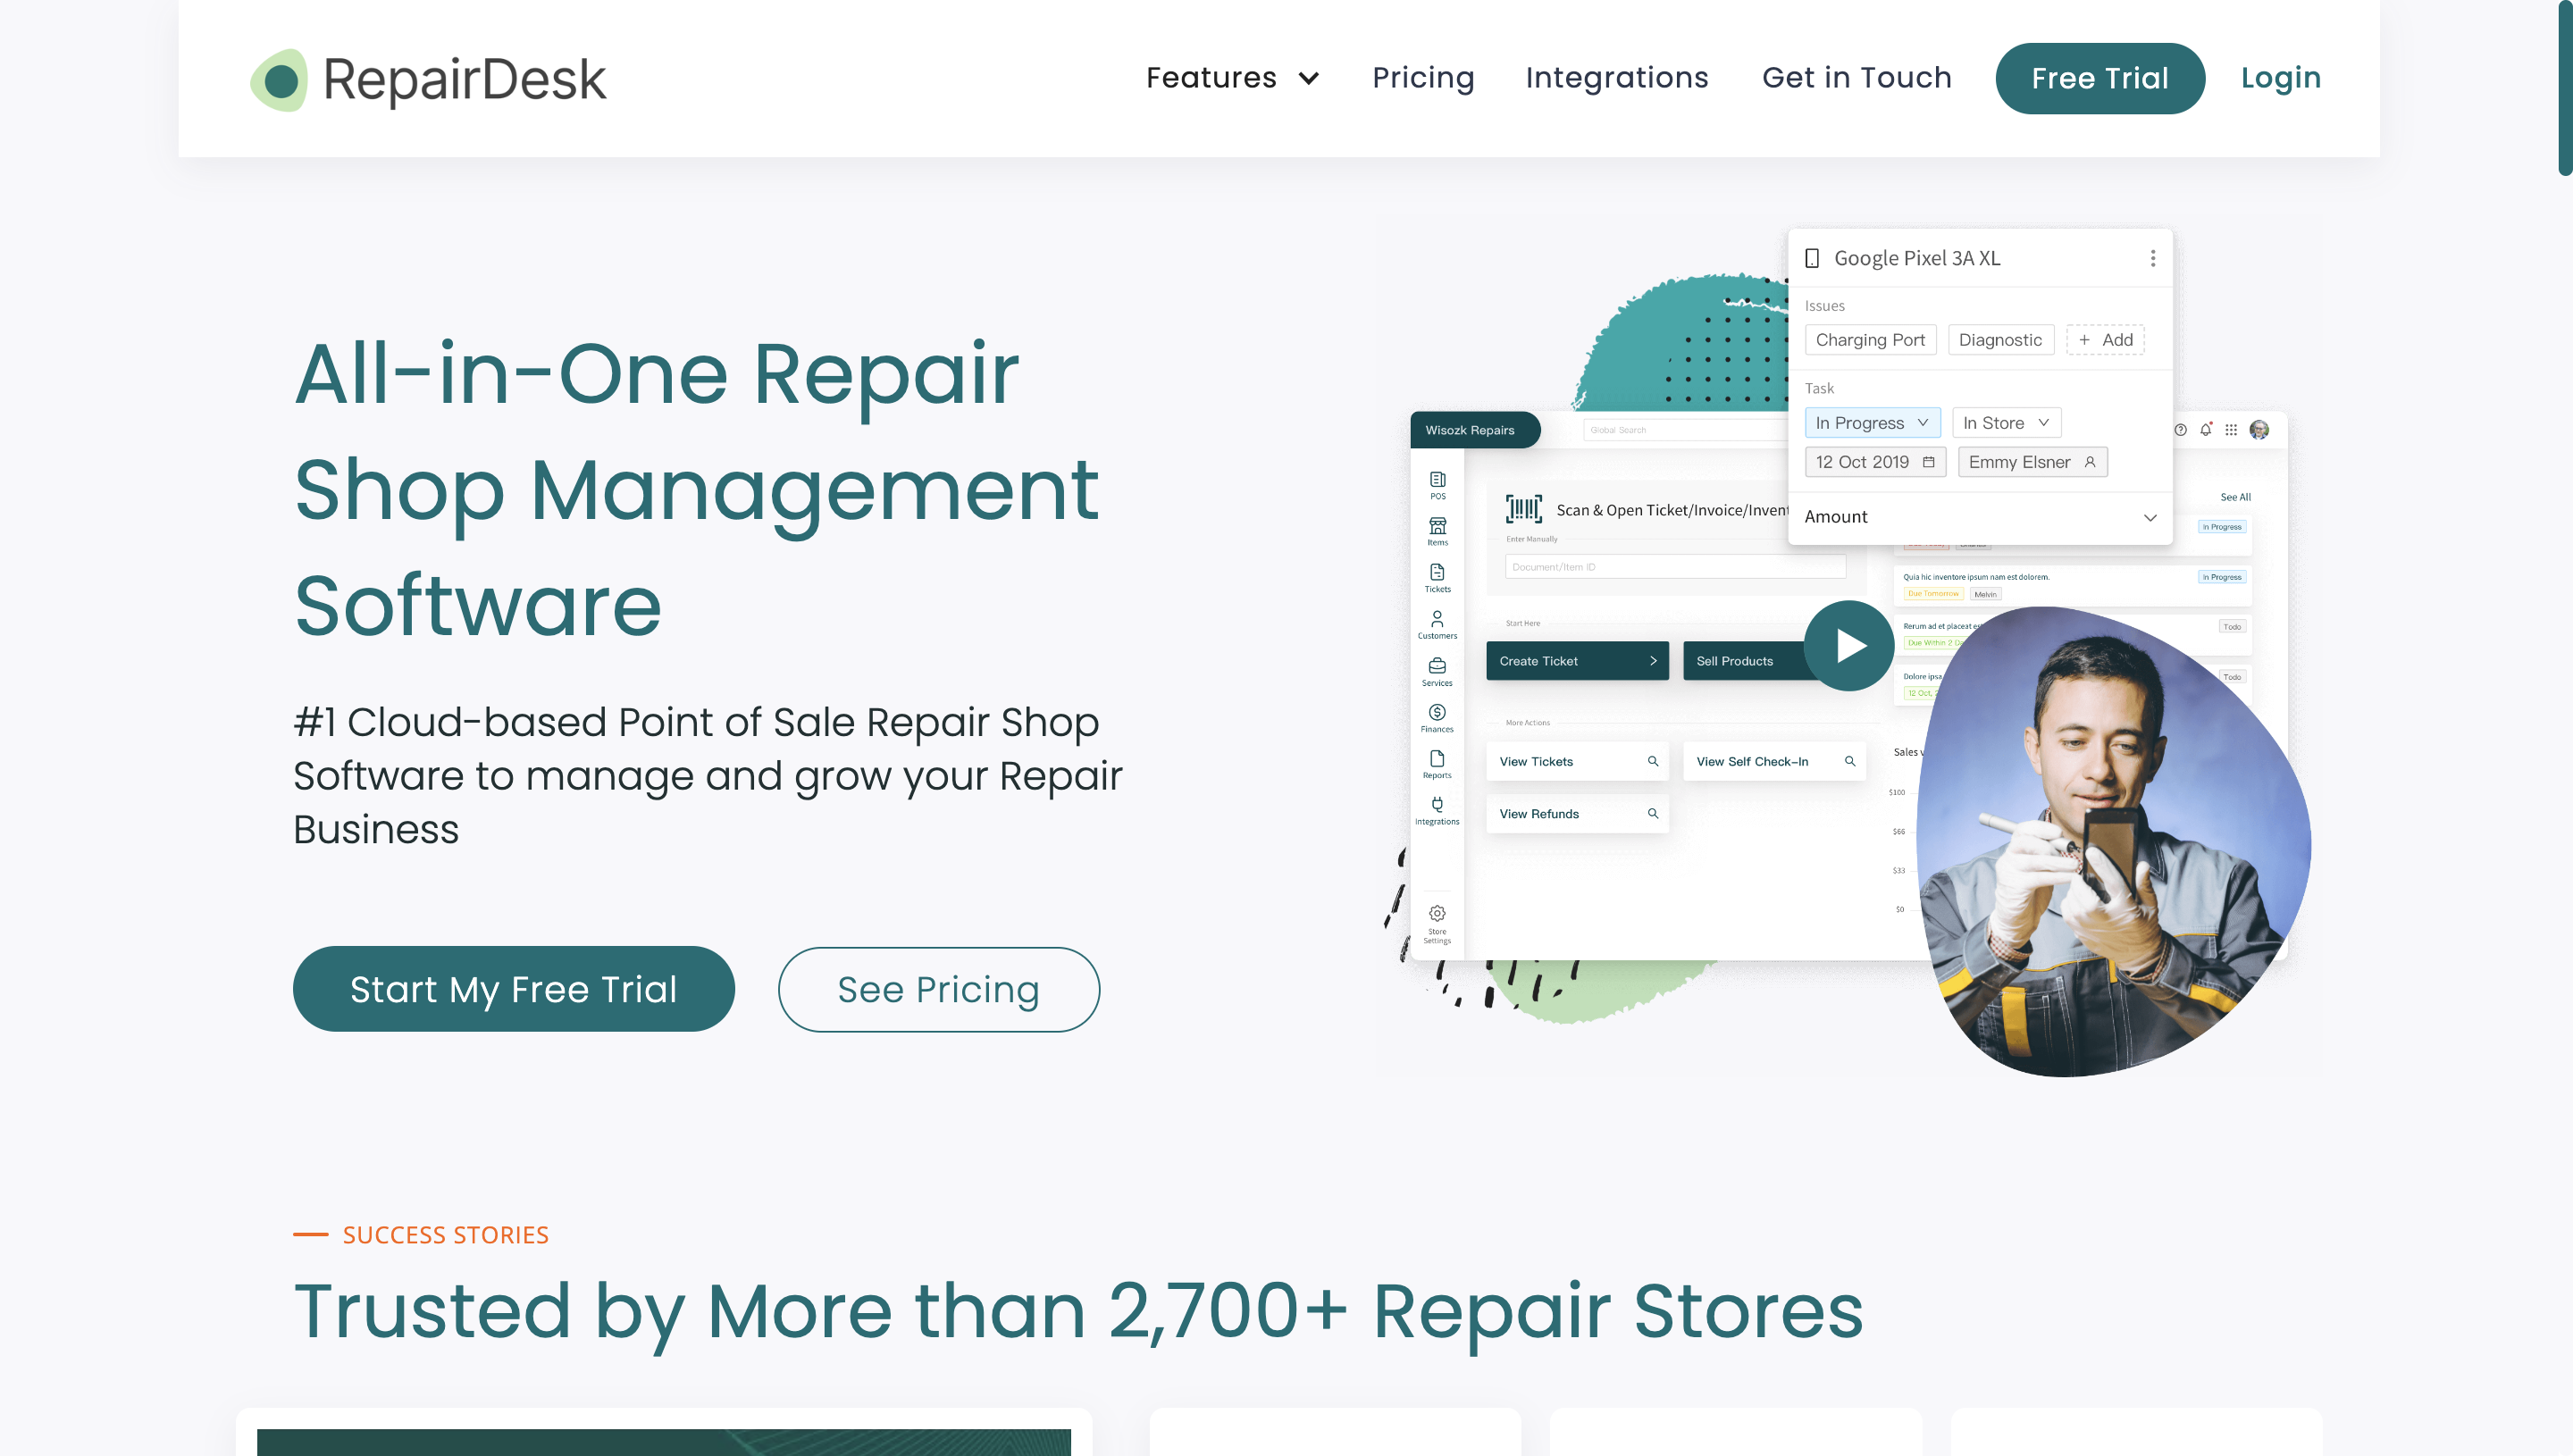 RepairDesk
Features
Pricing
Integrations
Get in Touch
Free Trial
Login
All-in-One Repair
Shop Management
Software
#1 Cloud-based Point of Sale Repair Shop
Software to manage and grow your Repair
Business
Start My Free Trial
See Pricing
Google Pixel 3A XL
Issues
Charging Port
Diagnostic
+ Add
Task
In Progress
In Store
12 Oct 2019
Emmy Elsner
Amount
Wisozk Repairs
Global Search
POS
Items
Tickets
Customers
Services
Finances
Reports
Integrations
Store
Settings
Scan & Open Ticket/Invoice/Invent
Enter Manually
Document/Item ID
Start Here
Create Ticket
Sell Products
More Actions
View Tickets
View Self Check-In
View Refunds
See All
In Progress
Quia hic inventore ipsum nam est dolorem.
In Progress
Due Tomorrow
Melvin
Rerum ad et placeat
Todo
Due Within 2
Dolore ipsa
Todo
12 Oct,
Sales
$100
$66
$33
$0
SUCCESS STORIES
Trusted by More than 2,700+ Repair Stores